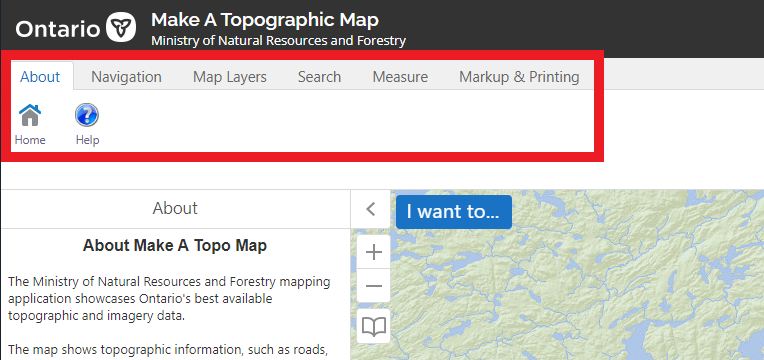 Ontario
Make A Topographic Map
Ministry of Natural Resources and Forestry
About Navigation Map Layers Search Measure Markup & Printing
Home Help
About
I want to...
About Make A Topo Map
The Ministry of Natural Resources and Forestry mapping
application showcases Ontario's best available
topographic and imagery data.
The map shows topographic information, such as roads,